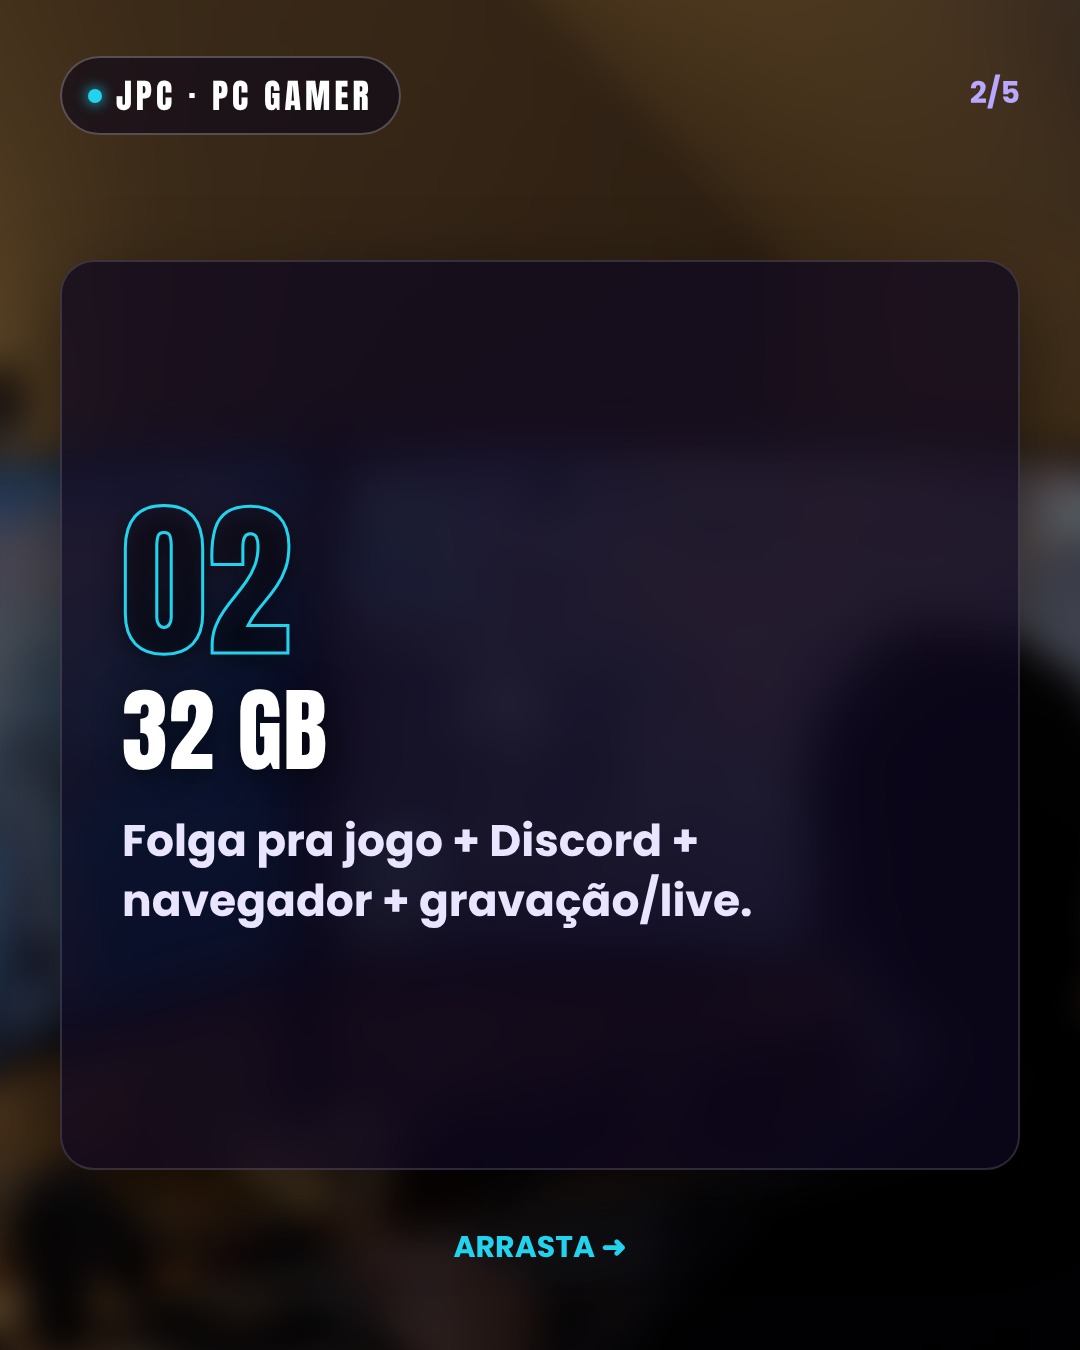 JPC · PC GAMER
2/5
02
32 GB
Folga pra jogo + Discord +
navegador + gravação/live.
ARRASTA →